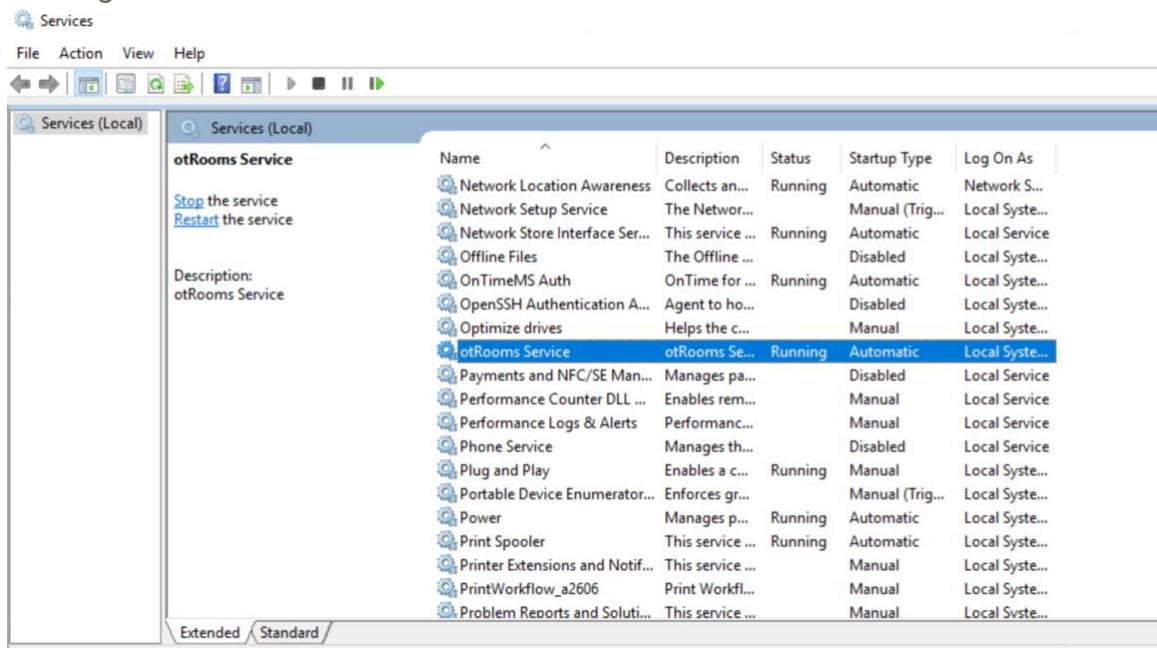 Services
File Action View Help
Services (Local)
Services (Local)
otRooms Service
Stop the service
Restart the service
Description:
otRooms Service
Name Description Status Startup Type Log On As
Network Location Awareness Collects an... Running Automatic Network S...
Network Setup Service The Networ... Manual (Trig... Local Syste...
Network Store Interface Ser... This service ... Running Automatic Local Service
Offline Files The Offline ... Disabled Local Syste...
OnTimeMS Auth OnTime for ... Running Automatic Local Syste...
OpenSSH Authentication A... Agent to ho... Disabled Local Syste...
Optimize drives Helps the c... Manual Local Syste...
otRooms Service otRooms Se... Running Automatic Local Syste...
Payments and NFC/SE Man... Manages pa... Disabled Local Service
Performance Counter DLL ... Enables rem... Manual Local Service
Performance Logs & Alerts Performanc... Manual Local Service
Phone Service Manages th... Disabled Local Service
Plug and Play Enables a c... Running Manual Local Syste...
Portable Device Enumerator... Enforces gr... Manual (Trig... Local Syste...
Power Manages p... Running Automatic Local Syste...
Print Spooler This service ... Running Automatic Local Syste...
Printer Extensions and Notif... This service ... Manual Local Syste...
PrintWorkflow_a2606 Print Workfl... Manual Local Syste...
Problem Reports and Soluti... This service ... Manual Local Syste...
Extended Standard